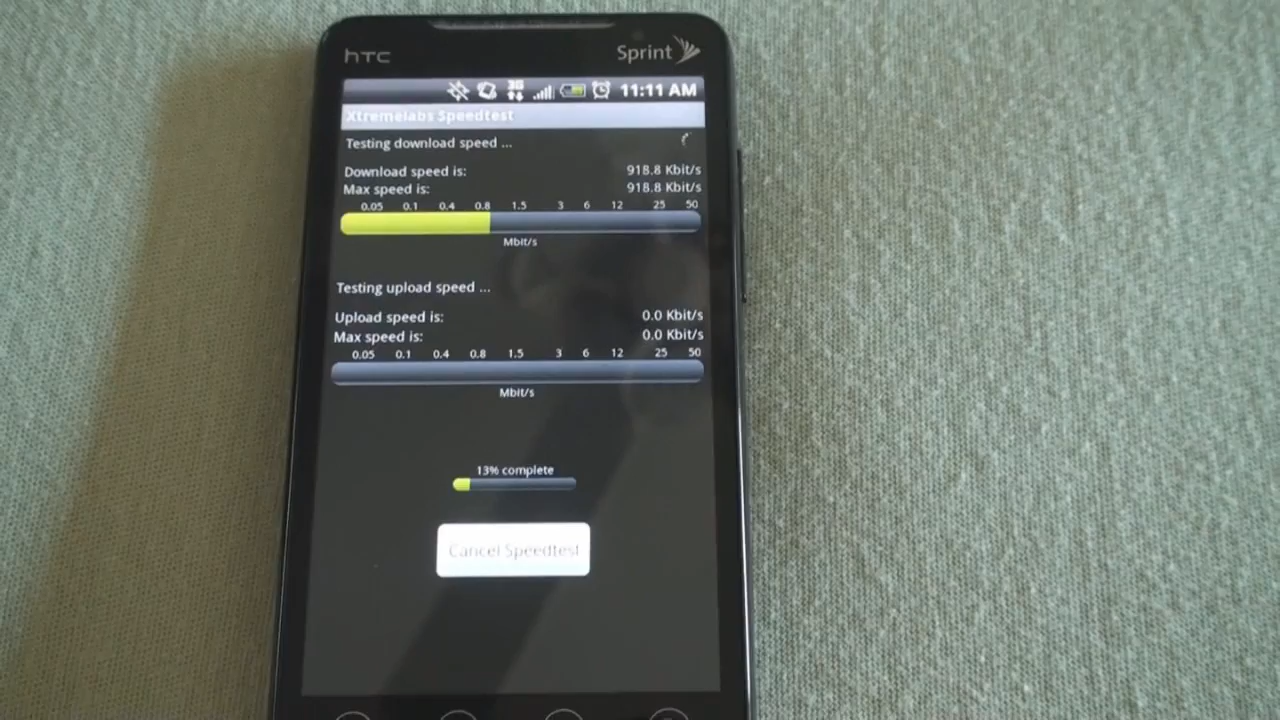 hTC
Sprint
3G 11:11 AM
Xtremelabs Speedtest
Testing download speed ...
Download speed is: 918.8 Kbit/s
Max speed is: 918.8 Kbit/s
0.05 0.1 0.4 0.8 1.5 3 6 12 25 50
Mbit/s
Testing upload speed ...
Upload speed is: 0.0 Kbit/s
Max speed is: 0.0 Kbit/s
0.05 0.1 0.4 0.8 1.5 3 6 12 25 50
Mbit/s
13% complete
Cancel Speedtest